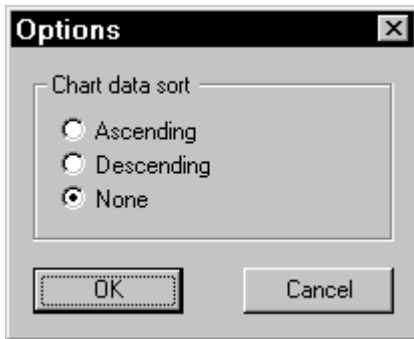 Options
Chart data sort
Ascending
Descending
None
OK
Cancel